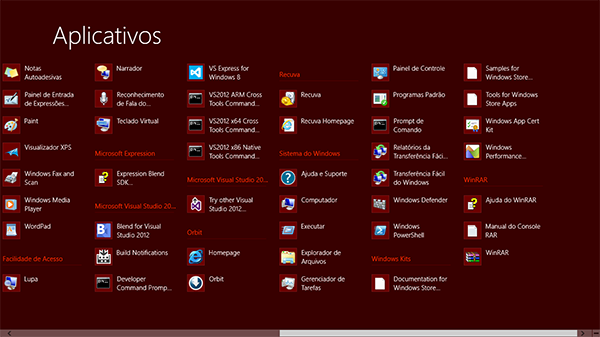 Aplicativos
Notas
Autoadesivas
Painel de Entrada
de Expressões...
Paint
Visualizador XPS
Windows Fax and
Scan
Windows Media
Player
WordPad
Facilidade de Acesso
Lupa
Narrador
Reconhecimento
de Fala do...
Teclado Virtual
Microsoft Expression
Expression Blend
SDK...
Microsoft Visual Studio 20...
Blend for Visual
Studio 2012
Build Notifications
Developer
Command Promp...
VS Express for
Windows 8
VS2012 ARM Cross
Tools Command...
VS2012 x64 Cross
Tools Command...
VS2012 x86 Native
Tools Command...
Microsoft Visual Studio 20...
Try other Visual
Studio 2012...
Orbit
Homepage
Orbit
Recuva
Recuva
Recuva Homepage
Sistema do Windows
Ajuda e Suporte
Computador
Executar
Explorador de
Arquivos
Gerenciador de
Tarefas
Painel de Controle
Programas Padrão
Prompt de
Comando
Relatórios da
Transferência Fácil...
Transferência Fácil
do Windows
Windows Defender
Windows
PowerShell
Windows Kits
Documentation for
Windows Store...
Samples for
Windows Store...
Tools for Windows
Store Apps
Windows App Cert
Kit
Windows
Performance...
WinRAR
Ajuda do WinRAR
Manual do Console
RAR
WinRAR